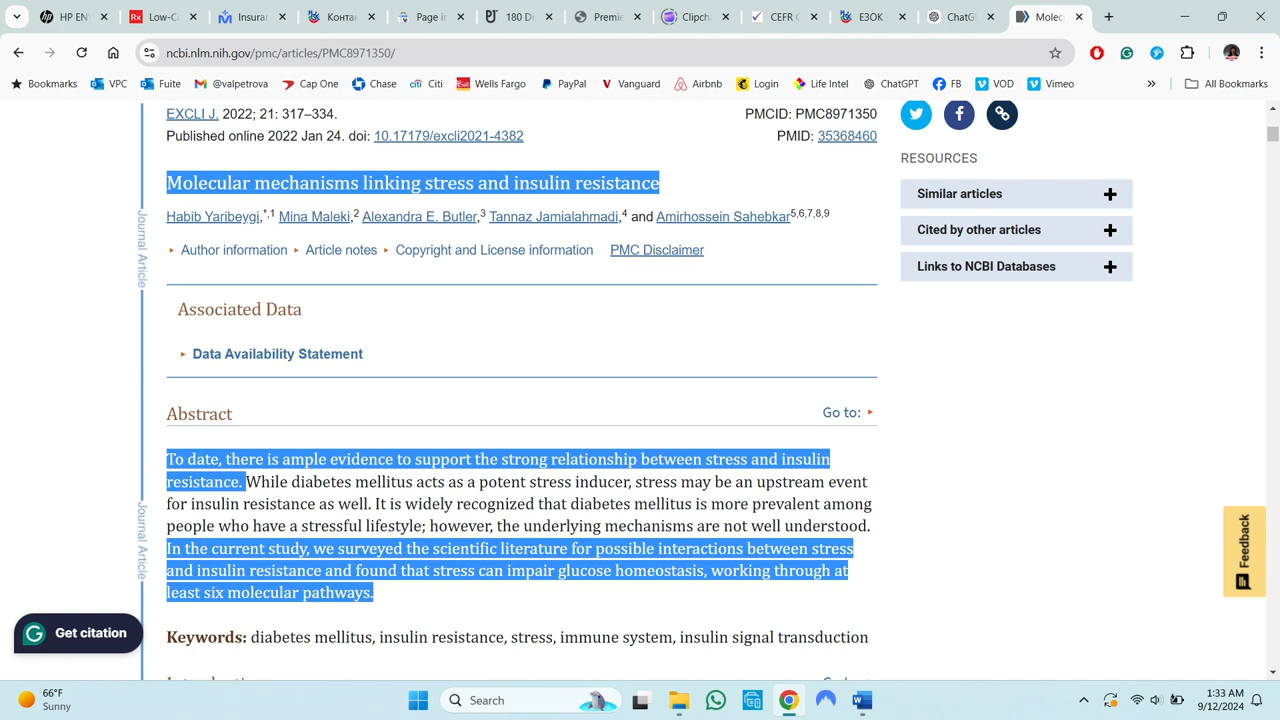 HP EN
Low-C
Insura
Конта
Page i
180 D
Premi
Clipch
CEFR
ЕЗОК
ChatG
Molec
ncbi.nlm.nih.gov/pmc/articles/PMC8971350/
Bookmarks VPC Fuite @valpetrova Cap One Chase Citi Wells Fargo PayPal Vanguard Airbnb Login Life Intel ChatGPT FB VOD Vimeo » All Bookmarks
EXCLI J. 2022; 21: 317–334. PMCID: PMC8971350
Published online 2022 Jan 24. doi: 10.17179/excli2021-4382 PMID: 35368460
Molecular mechanisms linking stress and insulin resistance
Habib Yaribeygi,*,1 Mina Maleki,2 Alexandra E. Butler,3 Tannaz Jamialahmadi,4 and Amirhossein Sahebkar5,6,7,8,9
Author information Article notes Copyright and License information PMC Disclaimer
Associated Data
Data Availability Statement
Abstract Go to:
To date, there is ample evidence to support the strong relationship between stress and insulin
resistance. While diabetes mellitus acts as a potent stress inducer, stress may be an upstream event
for insulin resistance as well. It is widely recognized that diabetes mellitus is more prevalent among
people who have a stressful lifestyle; however, the underlying mechanisms are not well understood.
In the current study, we surveyed the scientific literature for possible interactions between stress
and insulin resistance and found that stress can impair glucose homeostasis, working through at
least six molecular pathways.
Keywords: diabetes mellitus, insulin resistance, stress, immune system, insulin signal transduction
Journal Article
Journal Article
RESOURCES
Similar articles
Cited by other articles
Links to NCBI Databases
Feedback
Get citation
66°F
Sunny
Search
1:33 AM
9/12/2024